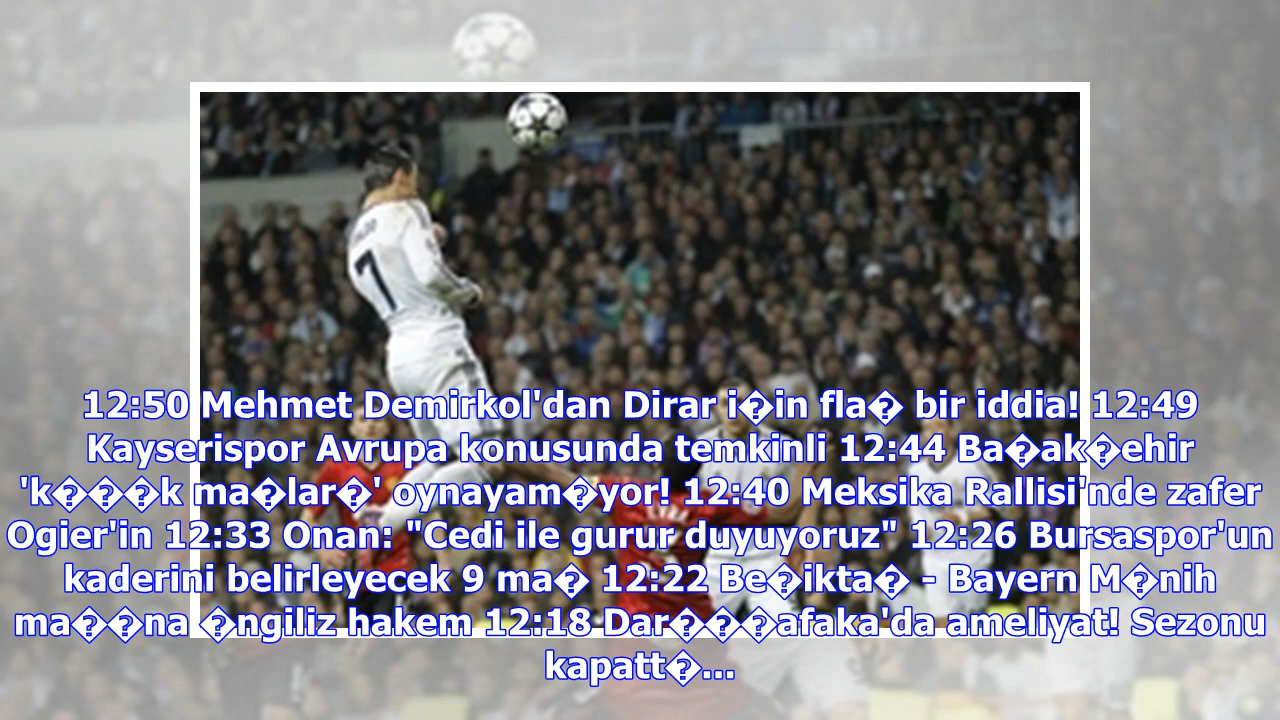 12:50 Mehmet Demirkol'dan Dirar i�in fla� bir iddia! 12:49
Kayserispor Avrupa konusunda temkinli 12:44 Ba�ak�ehir
'k���k ma�lar�' oynayam�yor! 12:40 Meksika Rallisi'nde zafer
Ogier'in 12:33 Onan: "Cedi ile gurur duyuyoruz" 12:26 Bursaspor'un
kaderini belirleyecek 9 ma� 12:22 Be�ikta� - Bayern M�nih
ma��na �ngiliz hakem 12:18 Dar���afaka'da ameliyat! Sezonu
kapatt�...
7